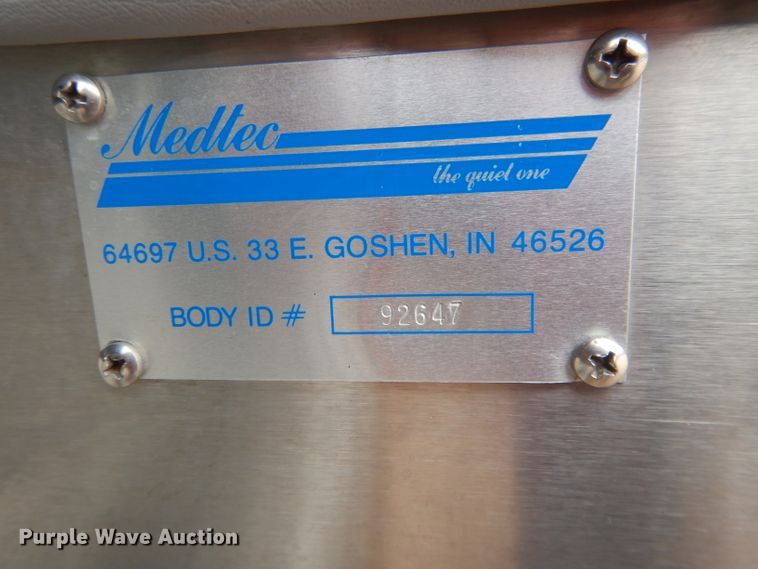 Medtec
the quiet one
64697 U.S. 33 E. GOSHEN, IN 46526
BODY ID # 92647
Purple Wave Auction